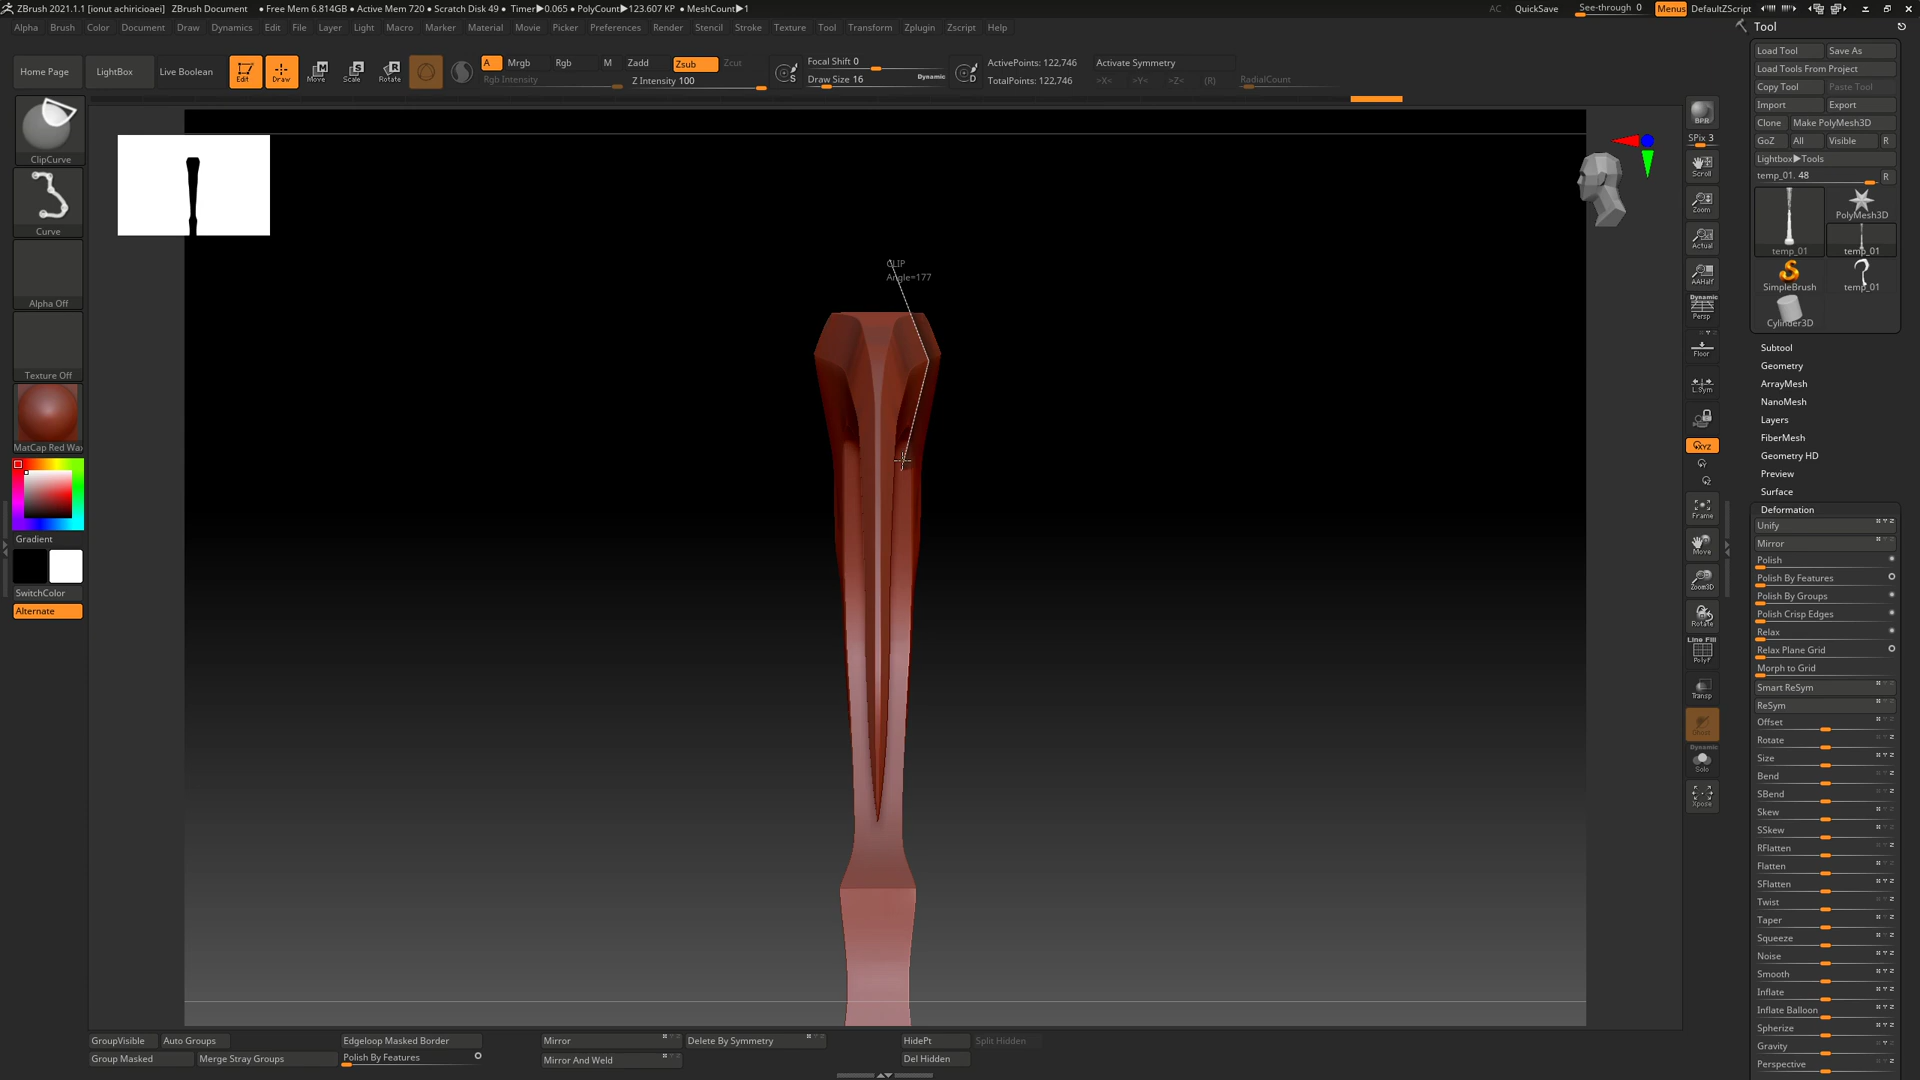 ZBrush 2021.1.1 [ionut achiricioaei] ZBrush Document • Free Mem 6.814GB • Active Mem 720 • Scratch Disk 49 • Timer▶0.065 • PolyCount▶123.607 KP • MeshCount▶1 AC QuickSave See-through 0 Menus DefaultZScript
Alpha Brush Color Document Draw Dynamics Edit File Layer Light Macro Marker Material Movie Picker Preferences Render Stencil Stroke Texture Tool Transform Zplugin Zscript Help
Home Page LightBox Live Boolean Edit Draw Move Scale Rotate
A Mrgb Rgb M Zadd Zsub Zcut
Rgb Intensity Z Intensity 100
Focal Shift 0
Draw Size 16 Dynamic
S D
ActivePoints: 122,746
TotalPoints: 122,746
Activate Symmetry
>X< >Y< >Z< (R) RadialCount
ClipCurve
Curve
Alpha Off
Texture Off
MatCap Red Wax
Gradient
SwitchColor
Alternate
CLIP
Angle=177
BPR
SPix 3
Scroll
Zoom
Actual
AAHalf
Dynamic
Persp
Floor
L.Sym
XYZ
Y
Z
Frame
Move
Zoom3D
Rotate
Line Fill
PolyF
Transp
Ghost
Dynamic
Solo
Xpose
Tool
Load Tool Save As
Load Tools From Project
Copy Tool Paste Tool
Import Export
Clone Make PolyMesh3D
GoZ All Visible R
Lightbox▶Tools
temp_01. 48 R
temp_01 PolyMesh3D
temp_01
SimpleBrush temp_01
Cylinder3D
Subtool
Geometry
ArrayMesh
NanoMesh
Layers
FiberMesh
Geometry HD
Preview
Surface
Deformation
Unify
Mirror
Polish
Polish By Features
Polish By Groups
Polish Crisp Edges
Relax
Relax Plane Grid
Morph to Grid
Smart ReSym
ReSym
Offset
Rotate
Size
Bend
SBend
Skew
SSkew
RFlatten
Flatten
SFlatten
Twist
Taper
Squeeze
Noise
Smooth
Inflate
Inflate Balloon
Spherize
Gravity
Perspective
GroupVisible Auto Groups Edgeloop Masked Border Mirror Delete By Symmetry HidePt Split Hidden
Group Masked Merge Stray Groups Polish By Features Mirror And Weld Del Hidden